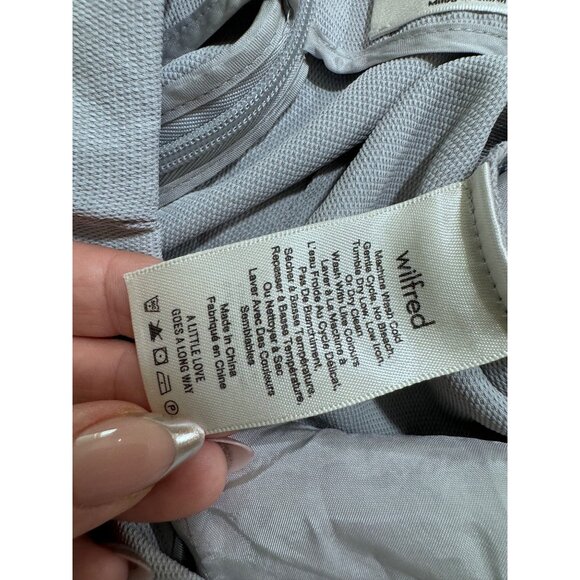 wilfred
Machine Wash Cold
Gentle Cycle, No Bleach,
Tumble Dry Low, Low Iron,
Or Dry Clean
Wash With Like Colours
Laver À La Machine à
L'eau Froide Au Cycle Délicat,
Pas De Blanchiment,
Sécher à Basse Température,
Repasser à Basse Température,
Ou Nettoyer à Sec
Laver Avec Des Couleurs
Semblables
Made in China
Fabriqué en Chine
A LITTLE LOVE
GOES A LONG WAY
P